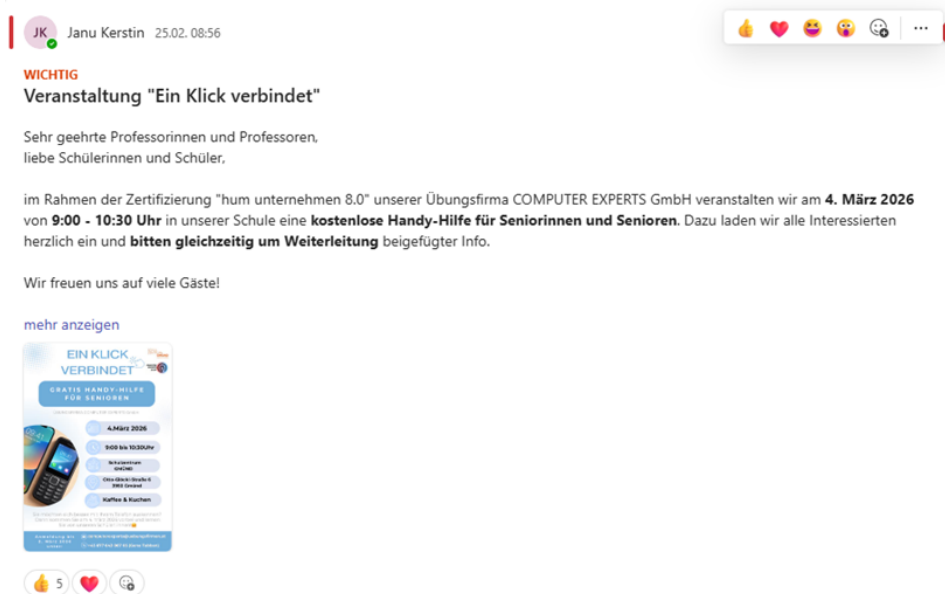 JK
Janu Kerstin 25.02. 08:56
WICHTIG
Veranstaltung "Ein Klick verbindet"
Sehr geehrte Professorinnen und Professoren,
liebe Schülerinnen und Schüler,
im Rahmen der Zertifizierung "hum unternehmen 8.0" unserer Übungsfirma COMPUTER EXPERTS GmbH veranstalten wir am 4. März 2026
von 9:00 - 10:30 Uhr in unserer Schule eine kostenlose Handy-Hilfe für Seniorinnen und Senioren. Dazu laden wir alle Interessierten
herzlich ein und bitten gleichzeitig um Weiterleitung beigefügter Info.
Wir freuen uns auf viele Gäste!
mehr anzeigen
EIN KLICK
VERBINDET
GRATIS HANDY-HILFE
FÜR SENIOREN
4.März 2026
9:00 bis 10:30Uhr
Schulzentrum
GMÜND
3950 Gmünd
Kaffee & Kuchen
5